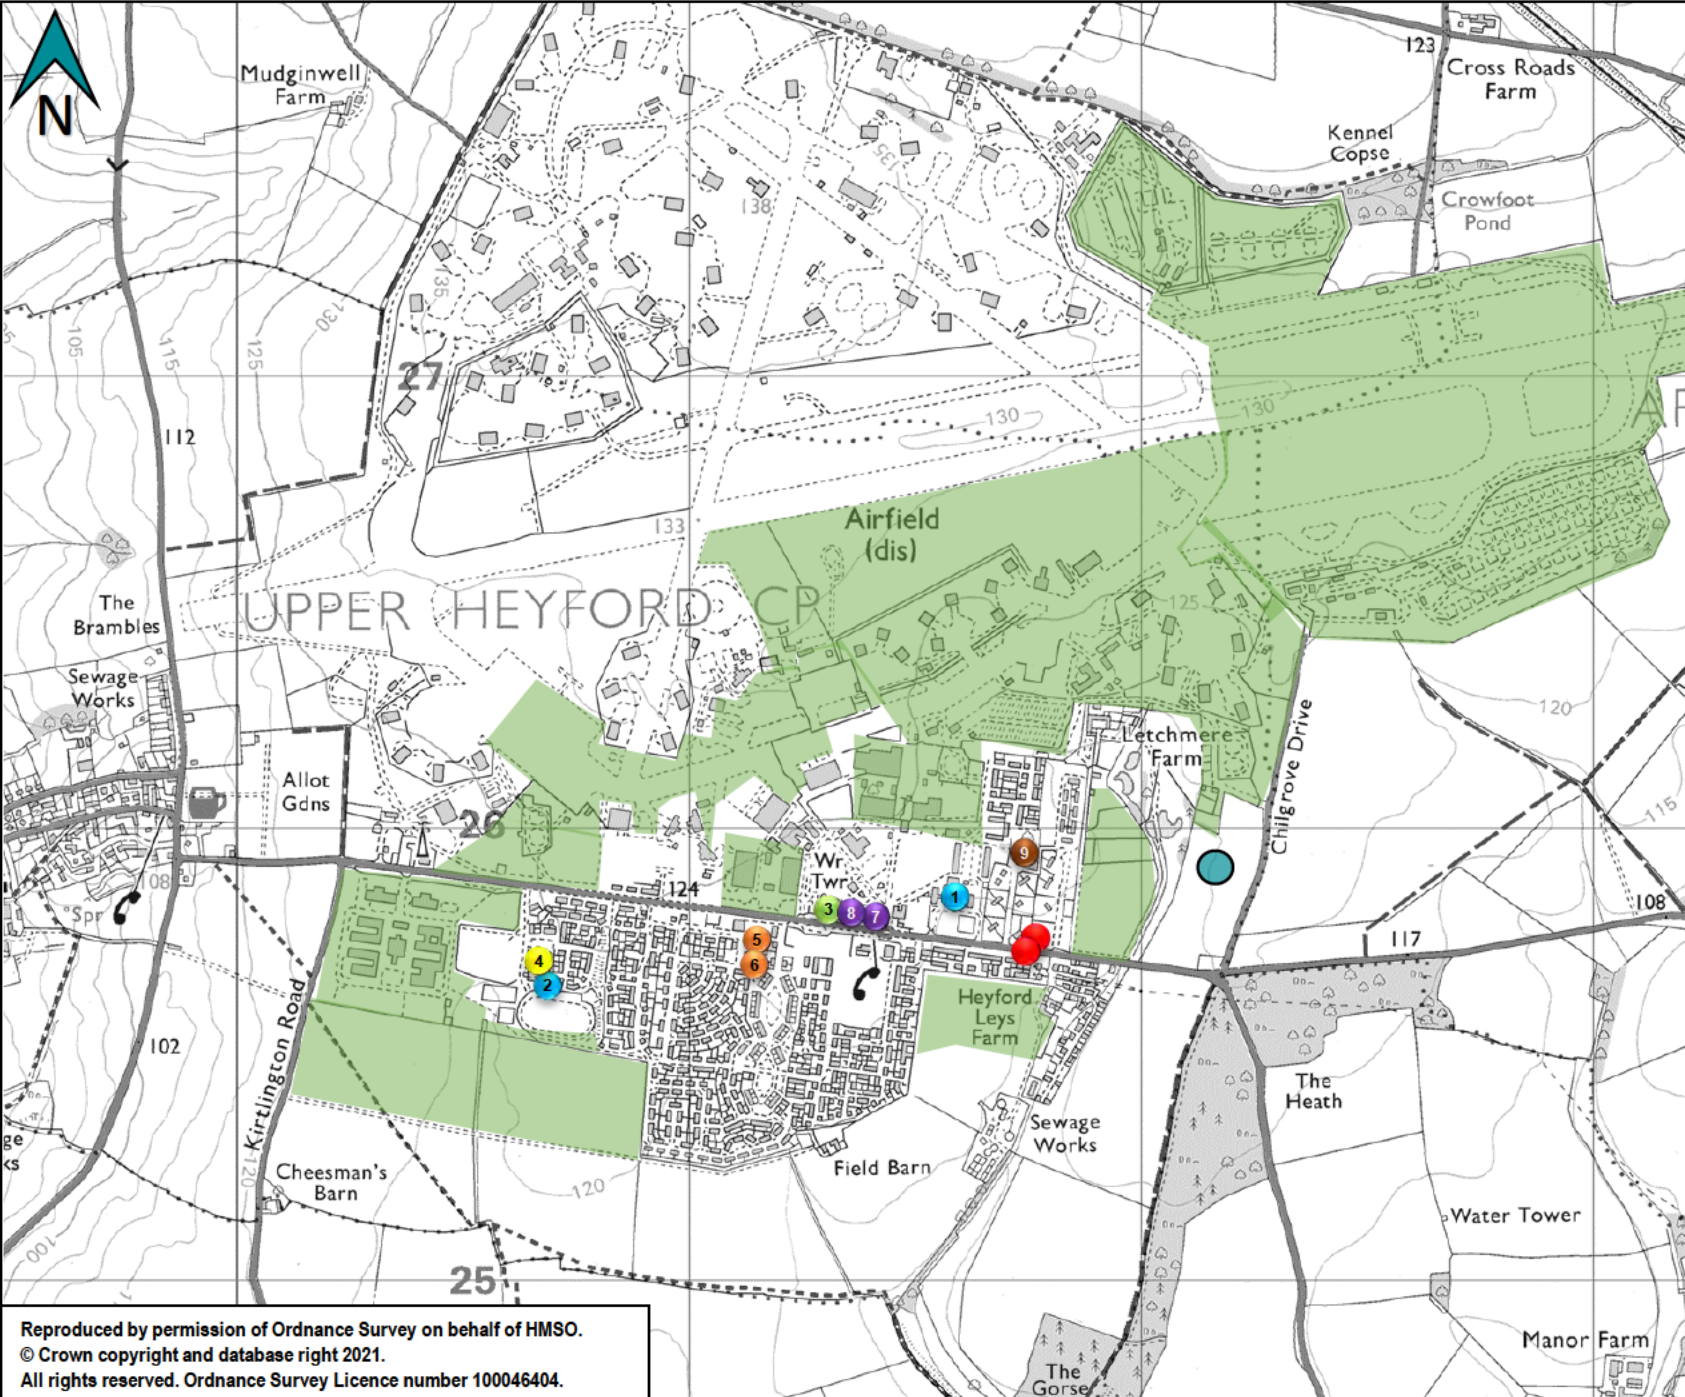 N
Mudginwell
Farm
123
Cross Roads
Farm
Kennel
Copse
Crowfoot
Pond
135
138
135
130
105
115
125
27
130
130
112
133
Airfield
(dis)
UPPER HEYFORD CP
125
The
Brambles
Sewage
Works
120
Letchmere
Farm
Chilgrove Drive
Allot
Gdns
26
115
Wr
Twr
9
108
124
1
3
8
7
108
Spr
5
117
4
6
2
Heyford
Leys
Farm
102
Kirtlington Road
The
Heath
Sewage
Works
Cheesman's
Barn
120
Field Barn
120
Water Tower
100
25
Manor Farm
The
Gorse
Reproduced by permission of Ordnance Survey on behalf of HMSO.
© Crown copyright and database right 2021.
All rights reserved. Ordnance Survey Licence number 100046404.